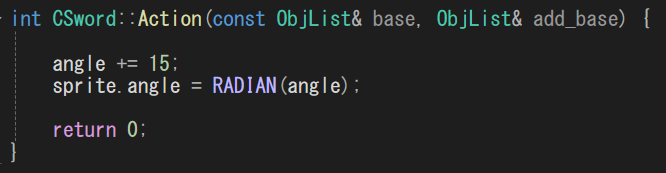 int CSword::Action(const ObjList& base, ObjList& add_base) {
angle += 15;
sprite.angle = RADIAN(angle);
return 0;
}